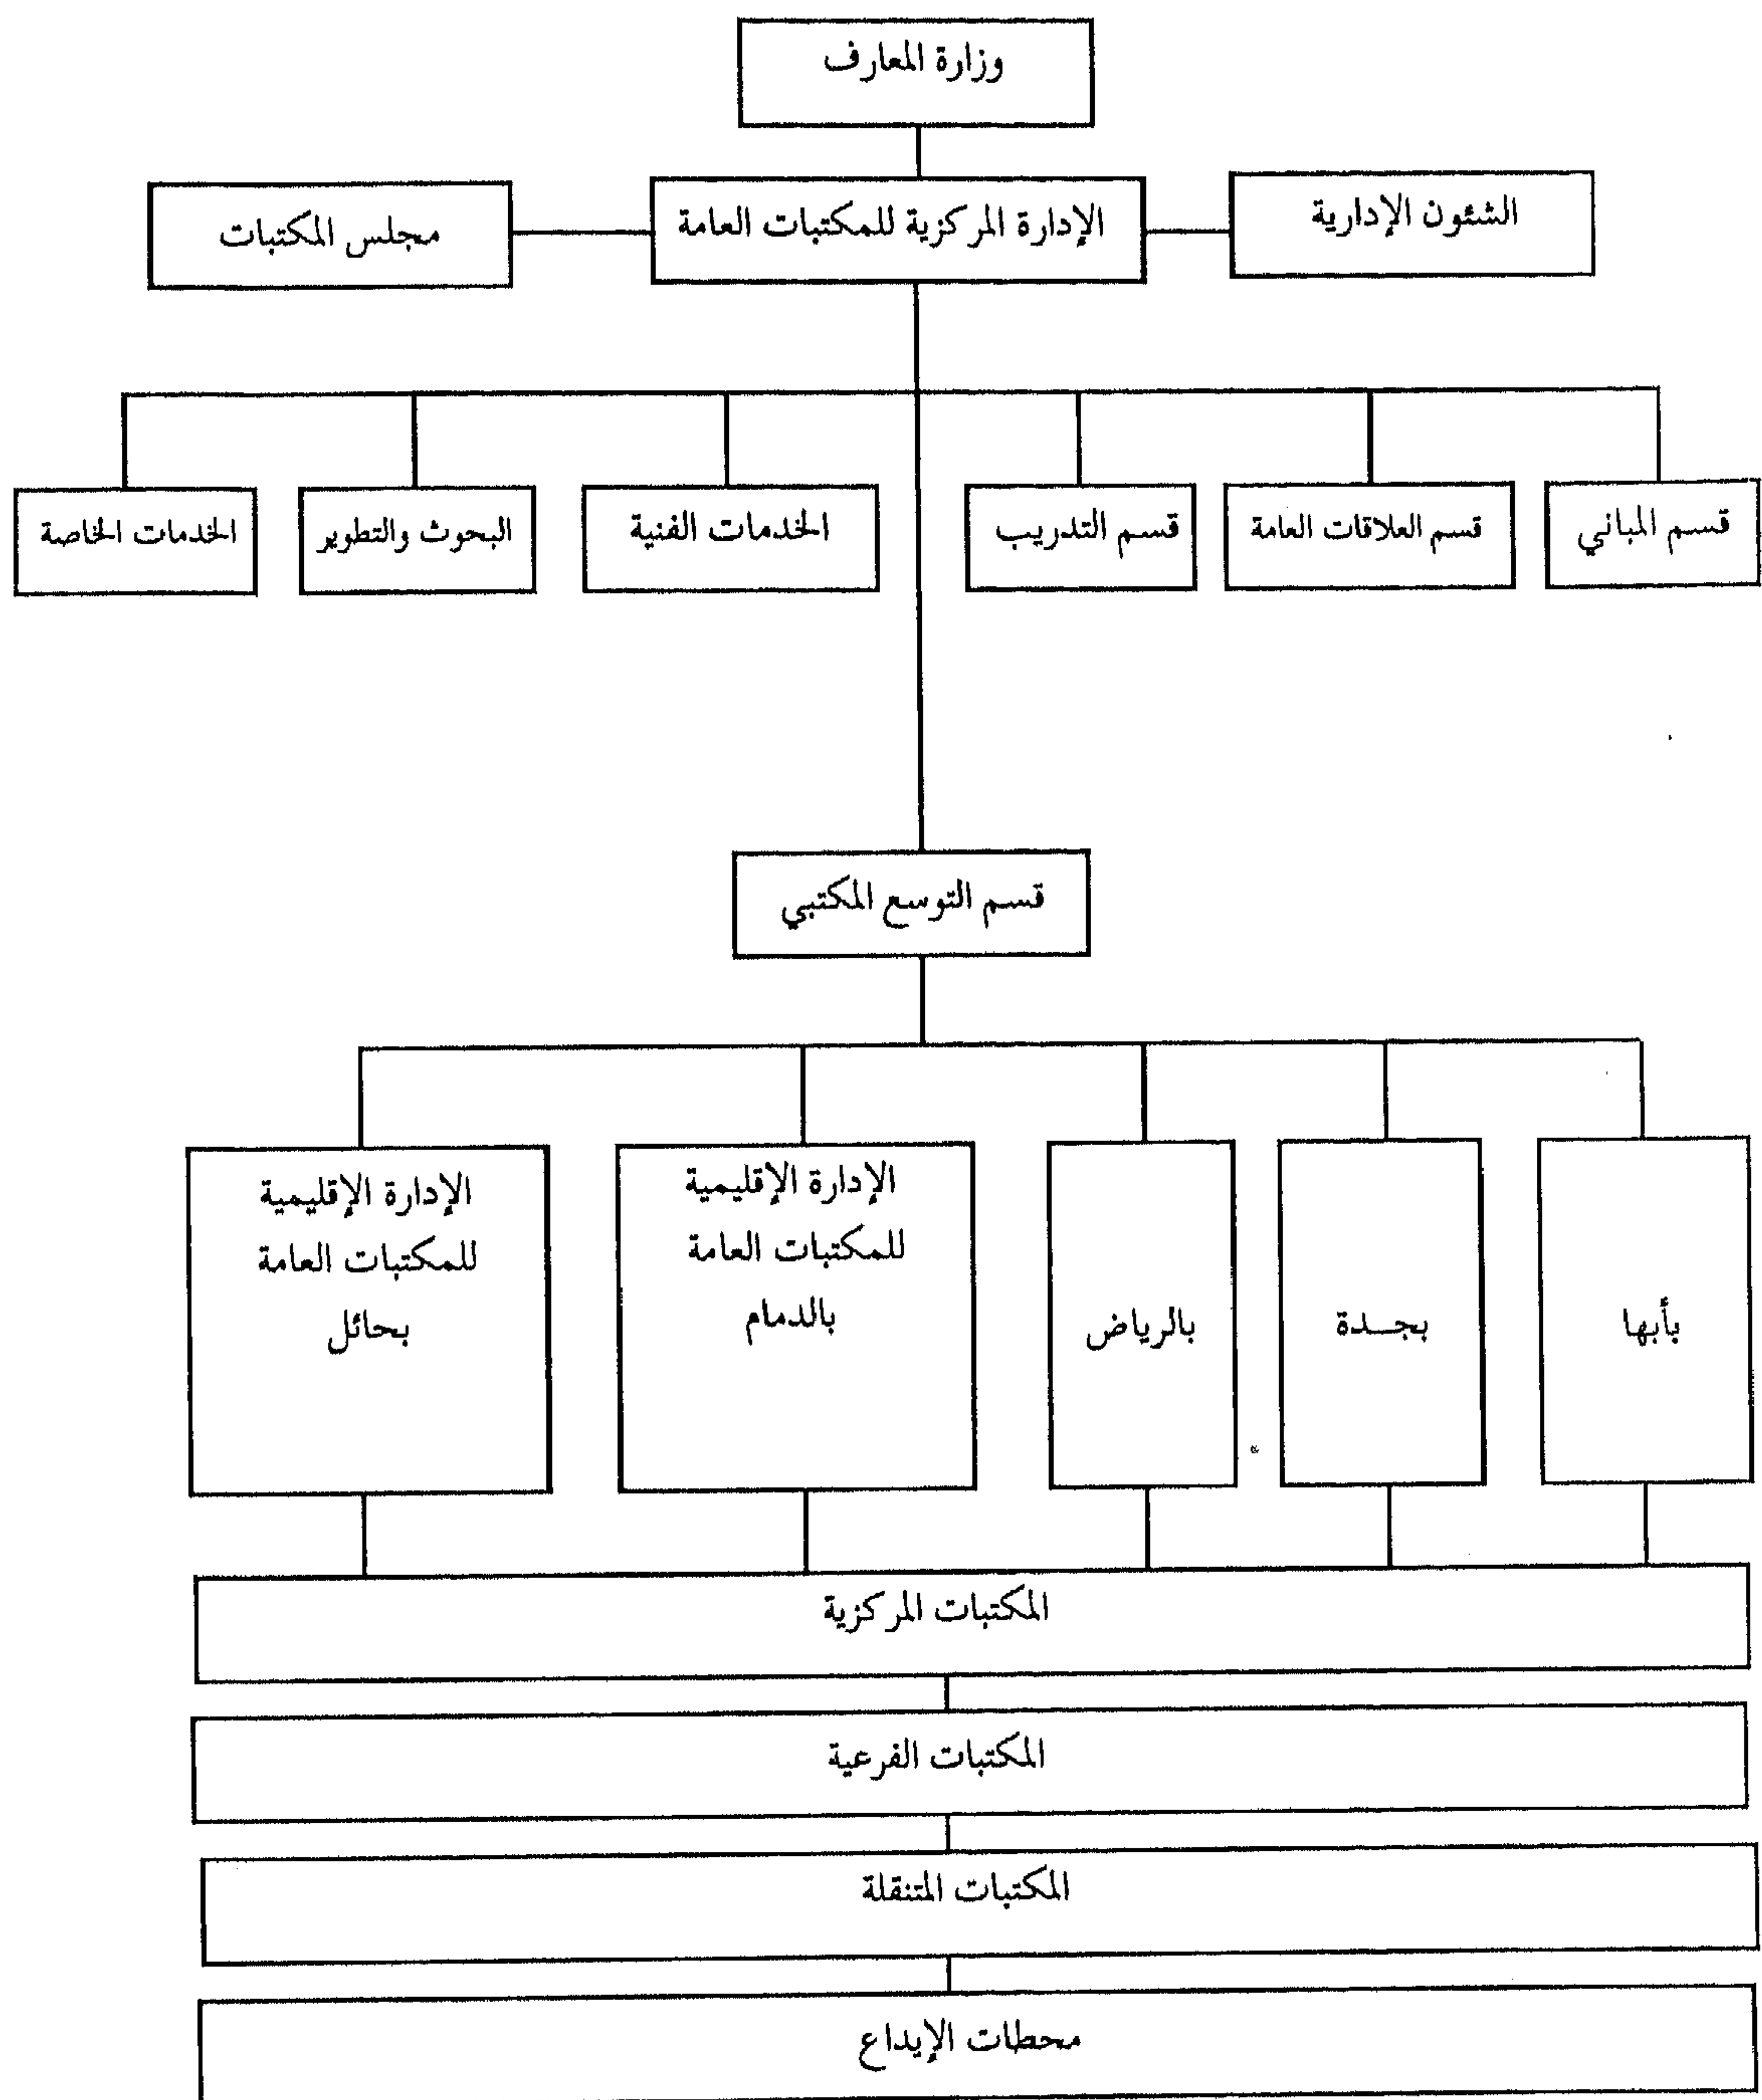 وزارة المعارف
الشئون الإدارية
الإدارة المركزية للمكتبات العامة
مجلس المكتبات
قسم المباني
قسم العلاقات العامة
قسم التدريب
الخدمات الفنية
البحوث والتطوير
الخدمات الخاصة
قسم التوسع المكتبي
بأبها
بجـــدة
بالرياض
الإدارة الإقليمية
للمكتبات العامة
بالدمام
الإدارة الإقليمية
للمكتبات العامة
بحائل
المكتبات المركزية
المكتبات الفرعية
المكتبات المتنقلة
محطات الإيداع